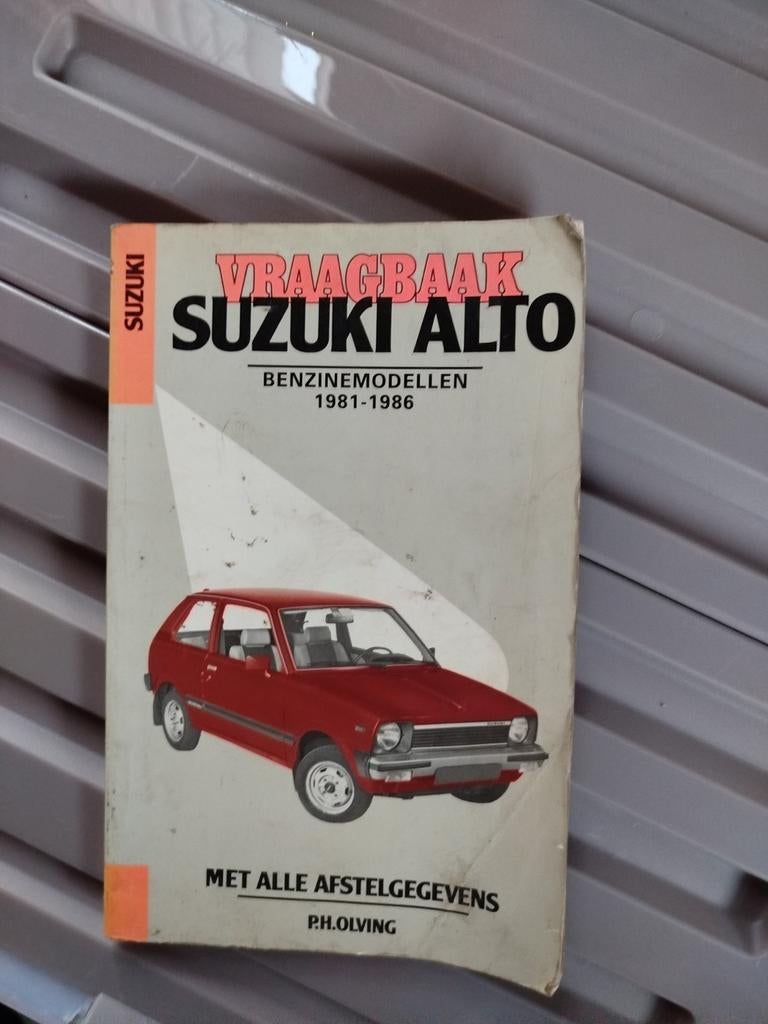 SUZUKI
VRAAGBAAK
SUZUKI ALTO
BENZINEMODELLEN
1981-1986
MET ALLE AFSTELGEGEVENS
P.H.OLVING